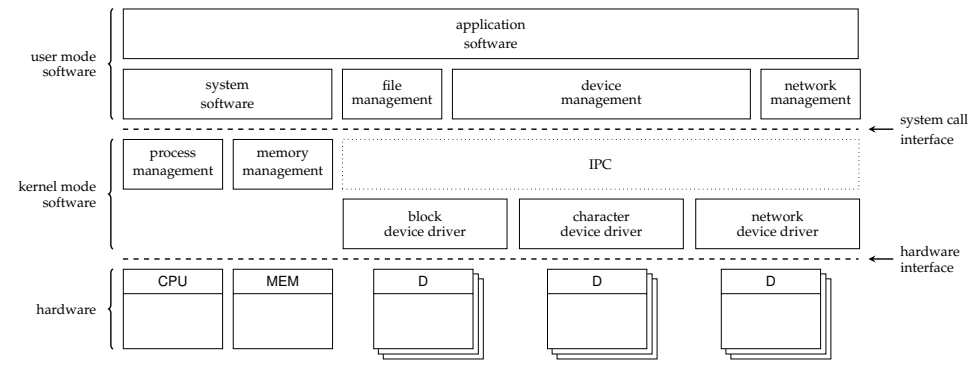 application
software
user mode
software
system
software
file
management
device
management
network
management
system call
interface
process
management
memory
management
IPC
kernel mode
software
block
device driver
character
device driver
network
device driver
hardware
interface
CPU
MEM
D
D
D
hardware